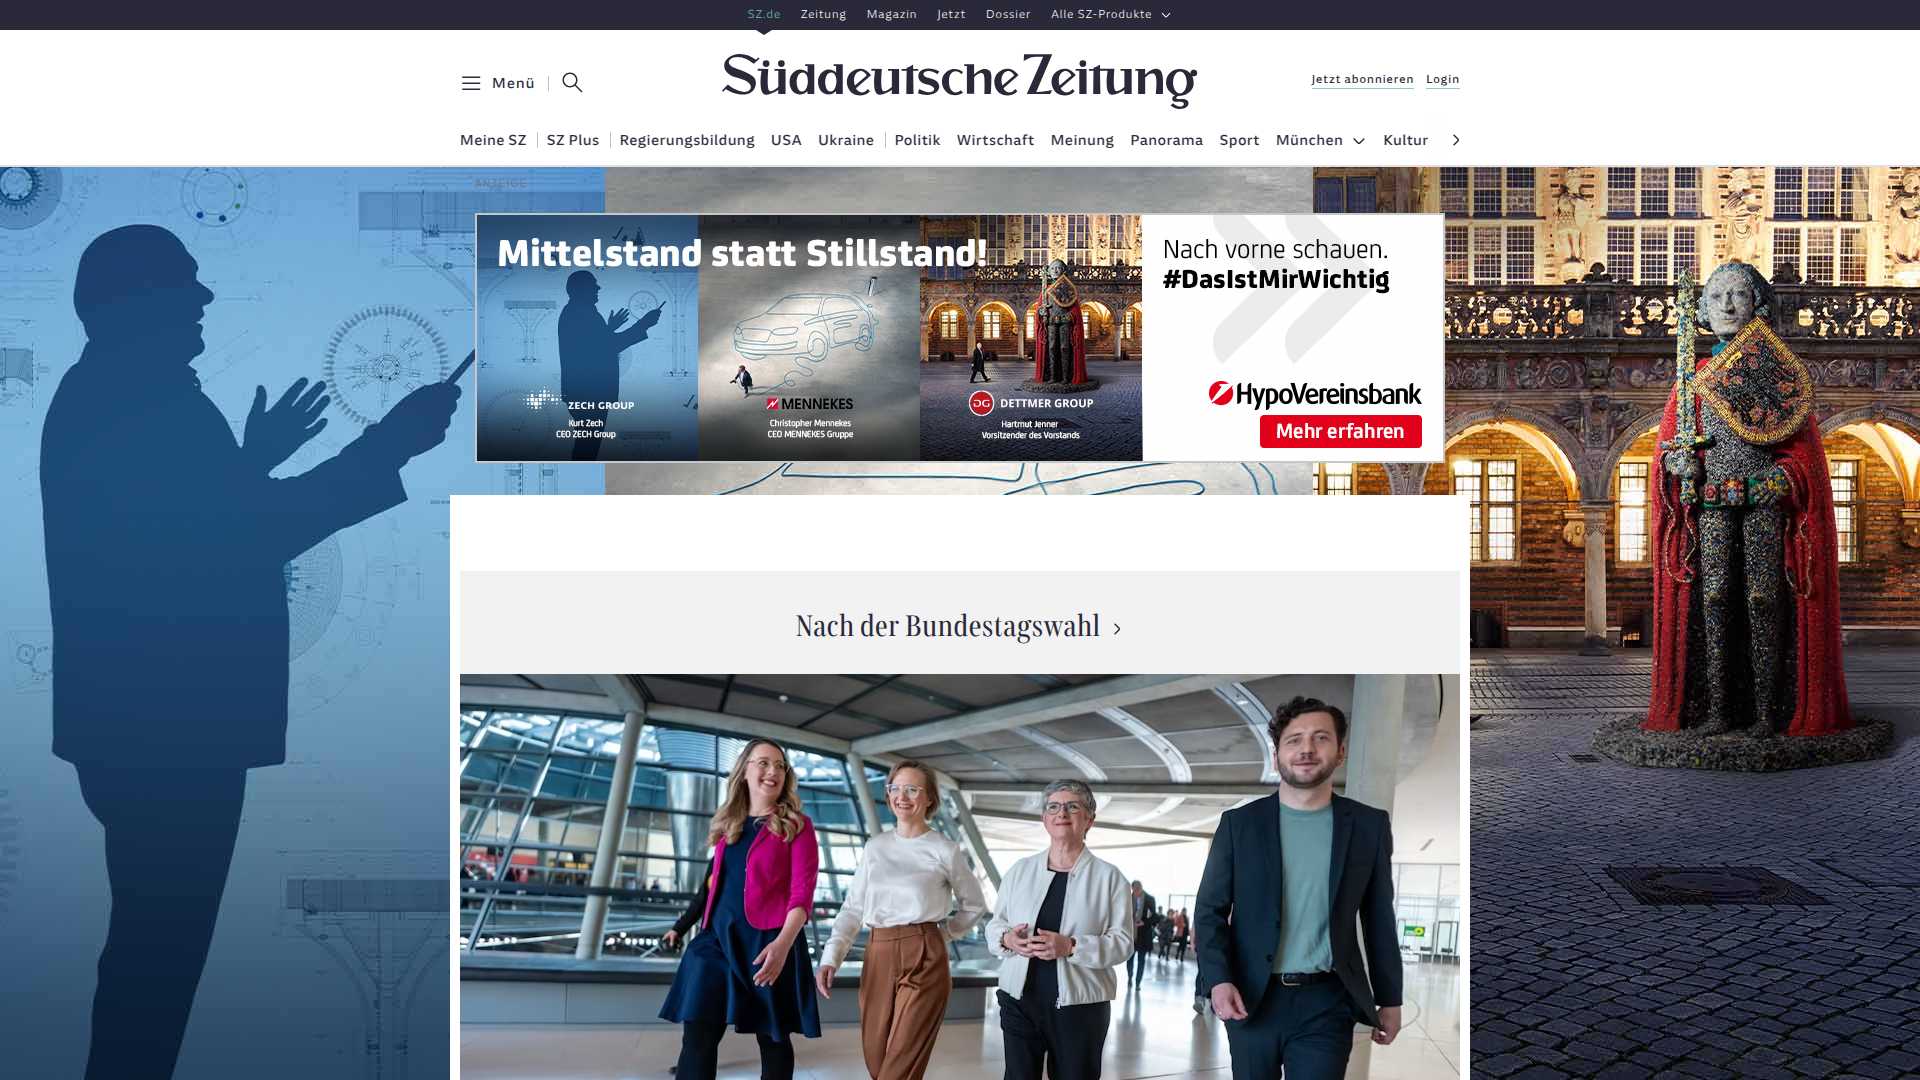 SZ.de Zeitung Magazin Jetzt Dossier Alle SZ-Produkte
Menü
Süddeutsche Zeitung
Jetzt abonnieren Login
Meine SZ SZ Plus Regierungsbildung USA Ukraine Politik Wirtschaft Meinung Panorama Sport München Kultur
ANZEIGE
Mittelstand statt Stillstand!
ZECH GROUP
Kurt Zech
CEO ZECH Group
MENNEKES
Christopher Mennekes
CEO MENNEKES Gruppe
DG DETTMER GROUP
Hartmut Jenner
Vorsitzender des Vorstands
Nach vorne schauen.
#DasIstMirWichtig
HypoVereinsbank
Mehr erfahren
Nach der Bundestagswahl